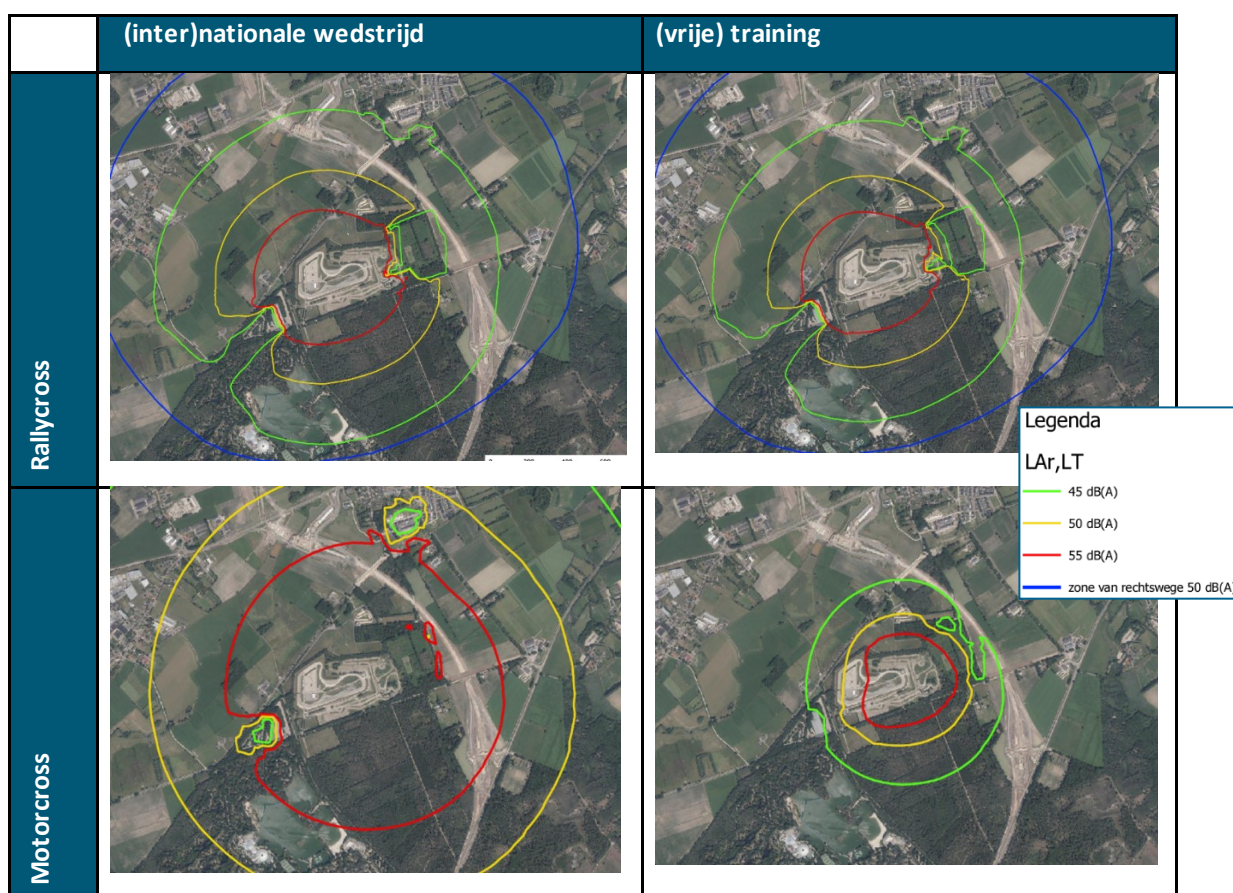 (inter)nationale wedstrijd
(vrije) training
Rallycross
Legenda
LAr,LT
45 dB(A)
50 dB(A)
55 dB(A)
zone van rechtswege 50 dB(A)
Motorcross